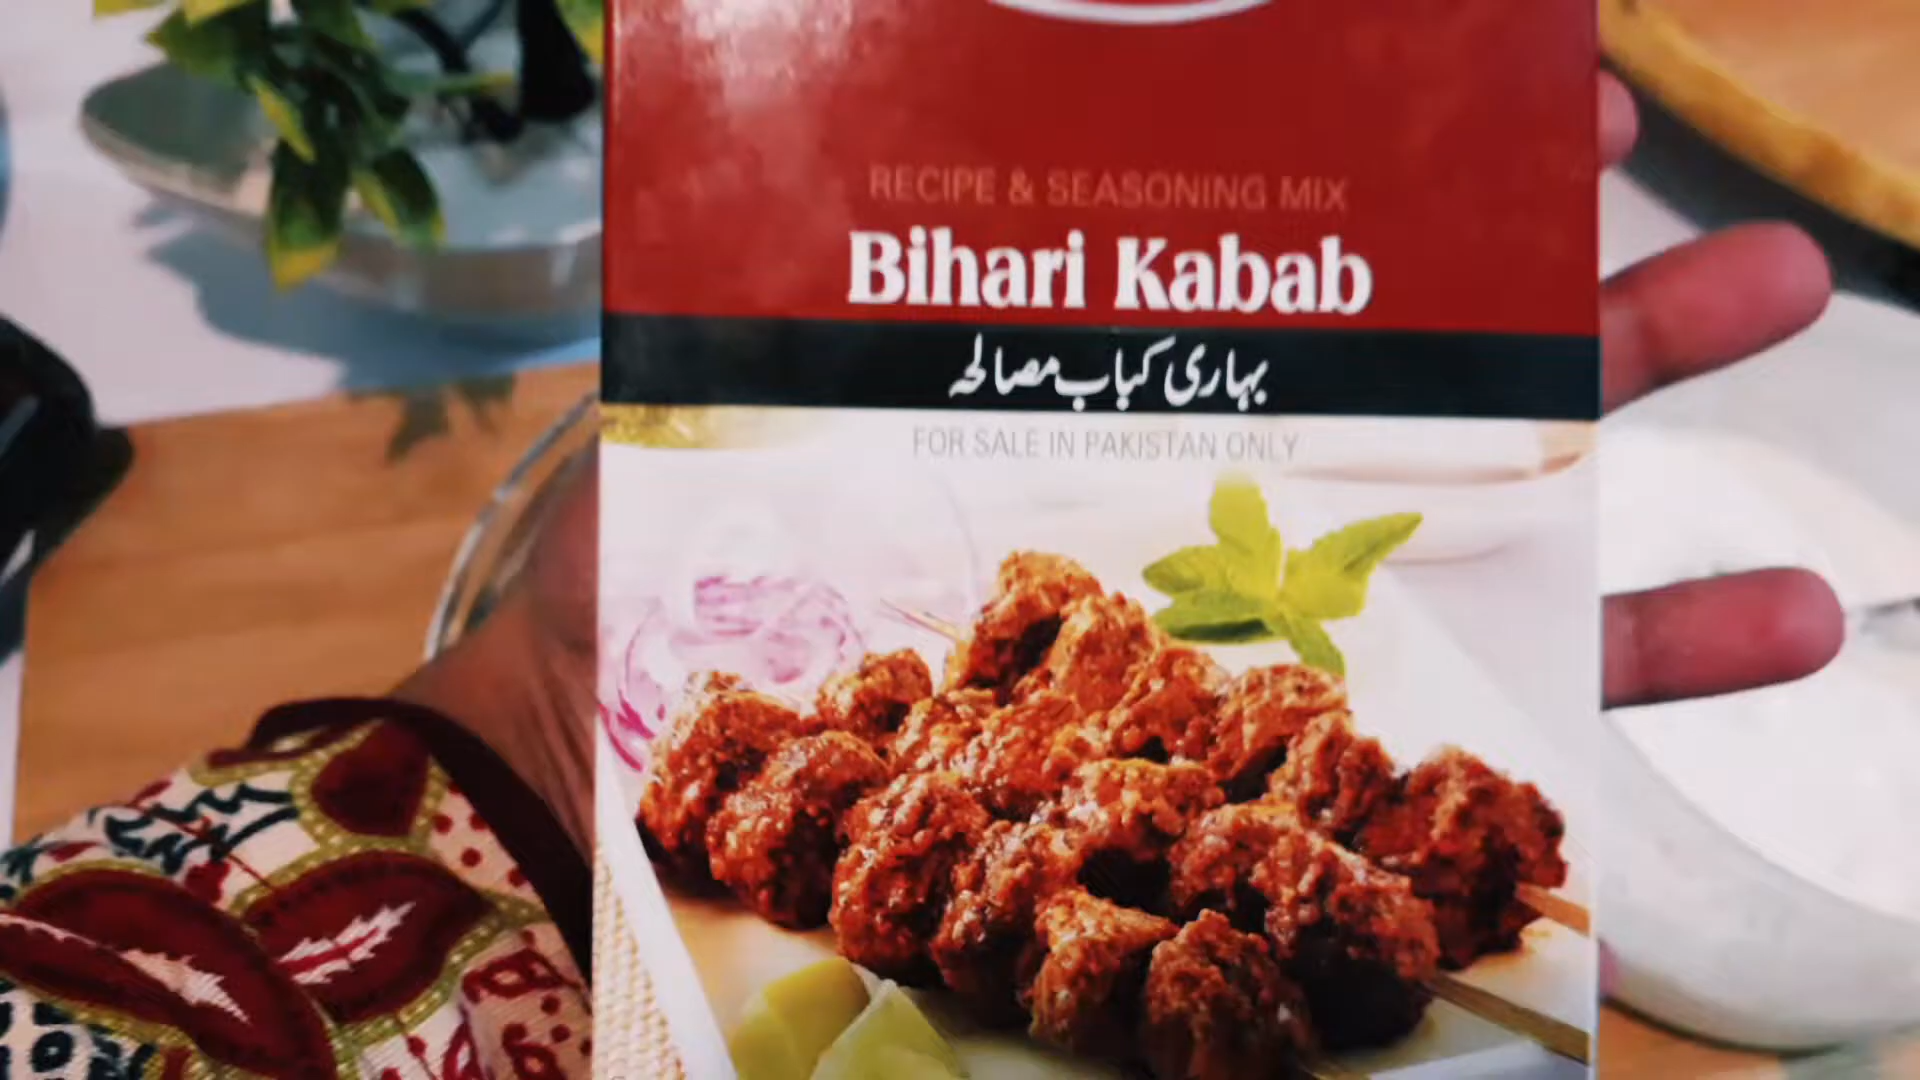 RECIPE & SEASONING MIX
Bihari Kabab
بہاری کباب مصالحہ
FOR SALE IN PAKISTAN ONLY